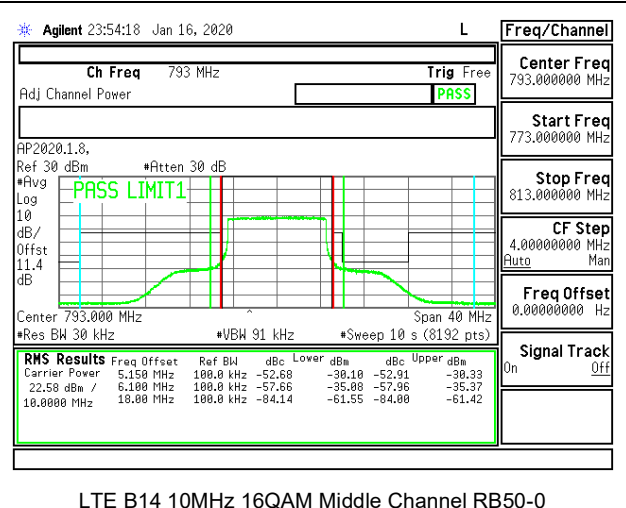 Agilent 23:54:18 Jan 16, 2020 L
Freq/Channel
Ch Freq 793 MHz Trig Free
Adj Channel Power PASS
Center Freq
793.000000 MHz
Start Freq
773.000000 MHz
AP2020.1.8,
Ref 30 dBm #Atten 30 dB
#Avg
Log
10
dB/
Offst
11.4
dB
PASS LIMIT1
Stop Freq
813.000000 MHz
CF Step
4.00000000 MHz
Auto Man
Freq Offset
0.00000000 Hz
Center 793.000 MHz ^ Span 40 MHz
#Res BW 30 kHz #VBW 91 kHz #Sweep 10 s (8192 pts)
Signal Track
On Off
RMS Results Freq Offset Ref BW dBc Lower dBm dBc Upper dBm
Carrier Power 5.150 MHz 100.0 kHz -52.68 -30.10 -52.91 -30.33
22.58 dBm / 6.100 MHz 100.0 kHz -57.66 -35.08 -57.96 -35.37
10.0000 MHz 18.00 MHz 100.0 kHz -84.14 -61.55 -84.00 -61.42
LTE B14 10MHz 16QAM Middle Channel RB50-0